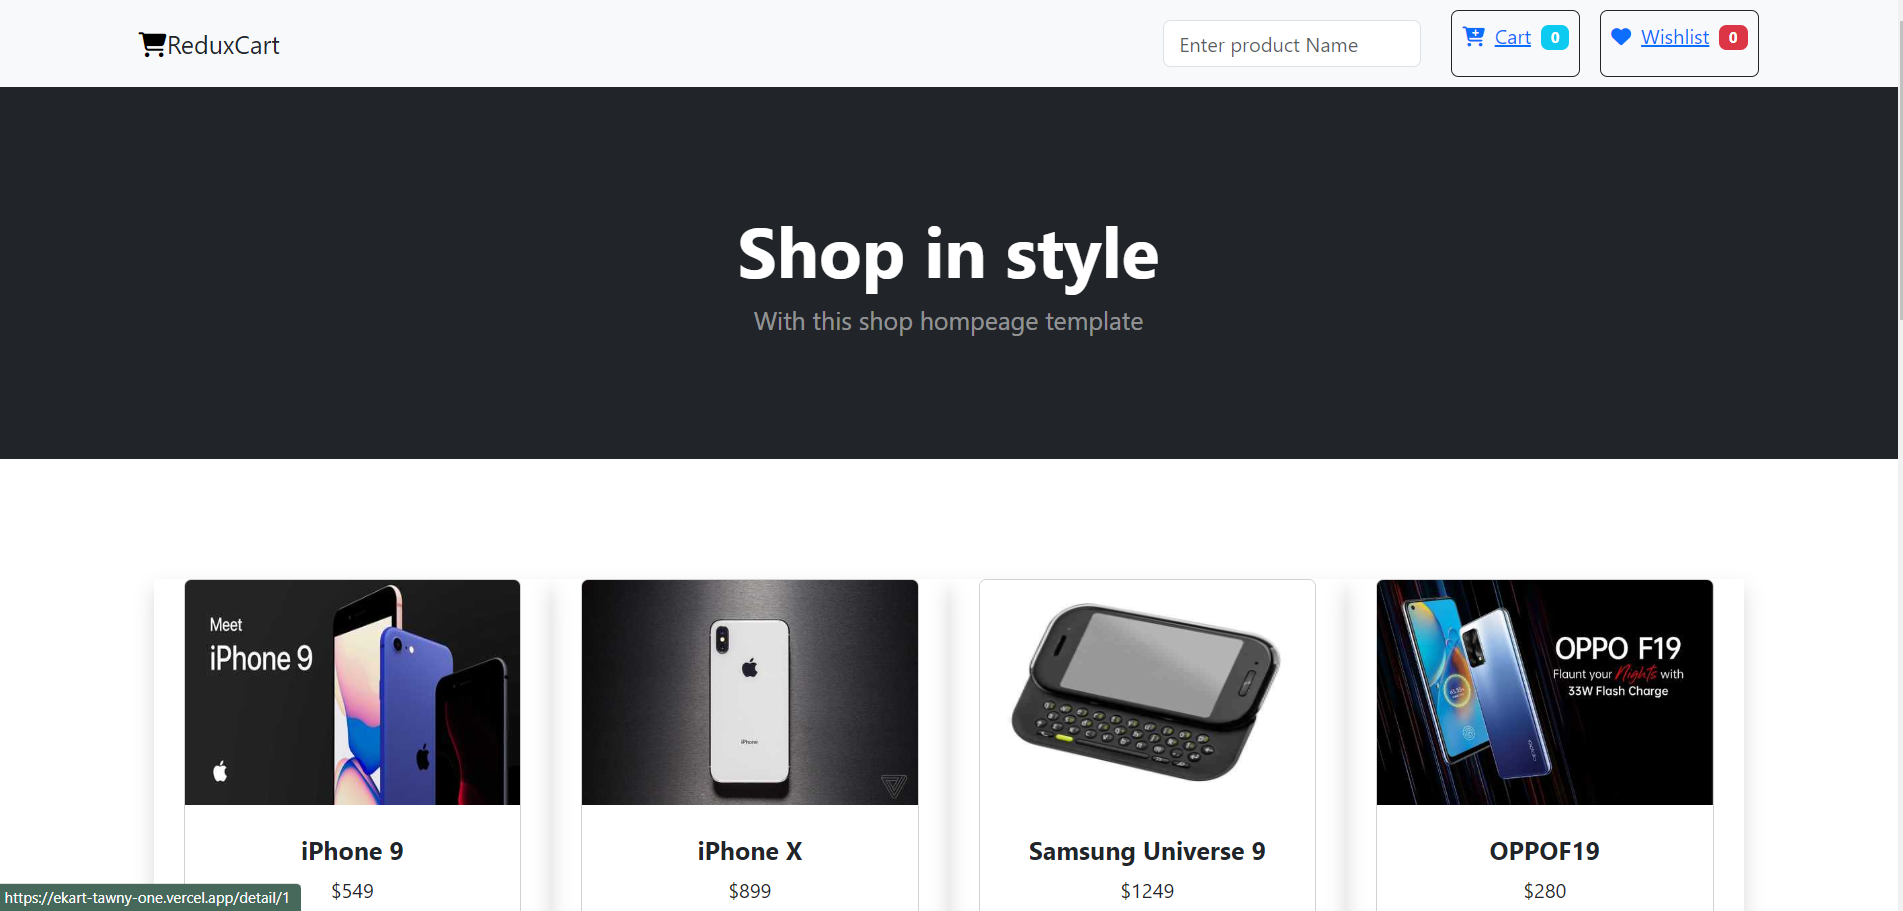 ReduxCart
Enter product Name
Cart 0
Wishlist 0
Shop in style
With this shop hompeage template
Meet
iPhone 9
iPhone
OPPO F19
Flaunt your Nights with
33W Flash Charge
iPhone 9
iPhone X
Samsung Universe 9
OPPOF19
$549
$899
$1249
$280
https://ekart-tawny-one.vercel.app/detail/1